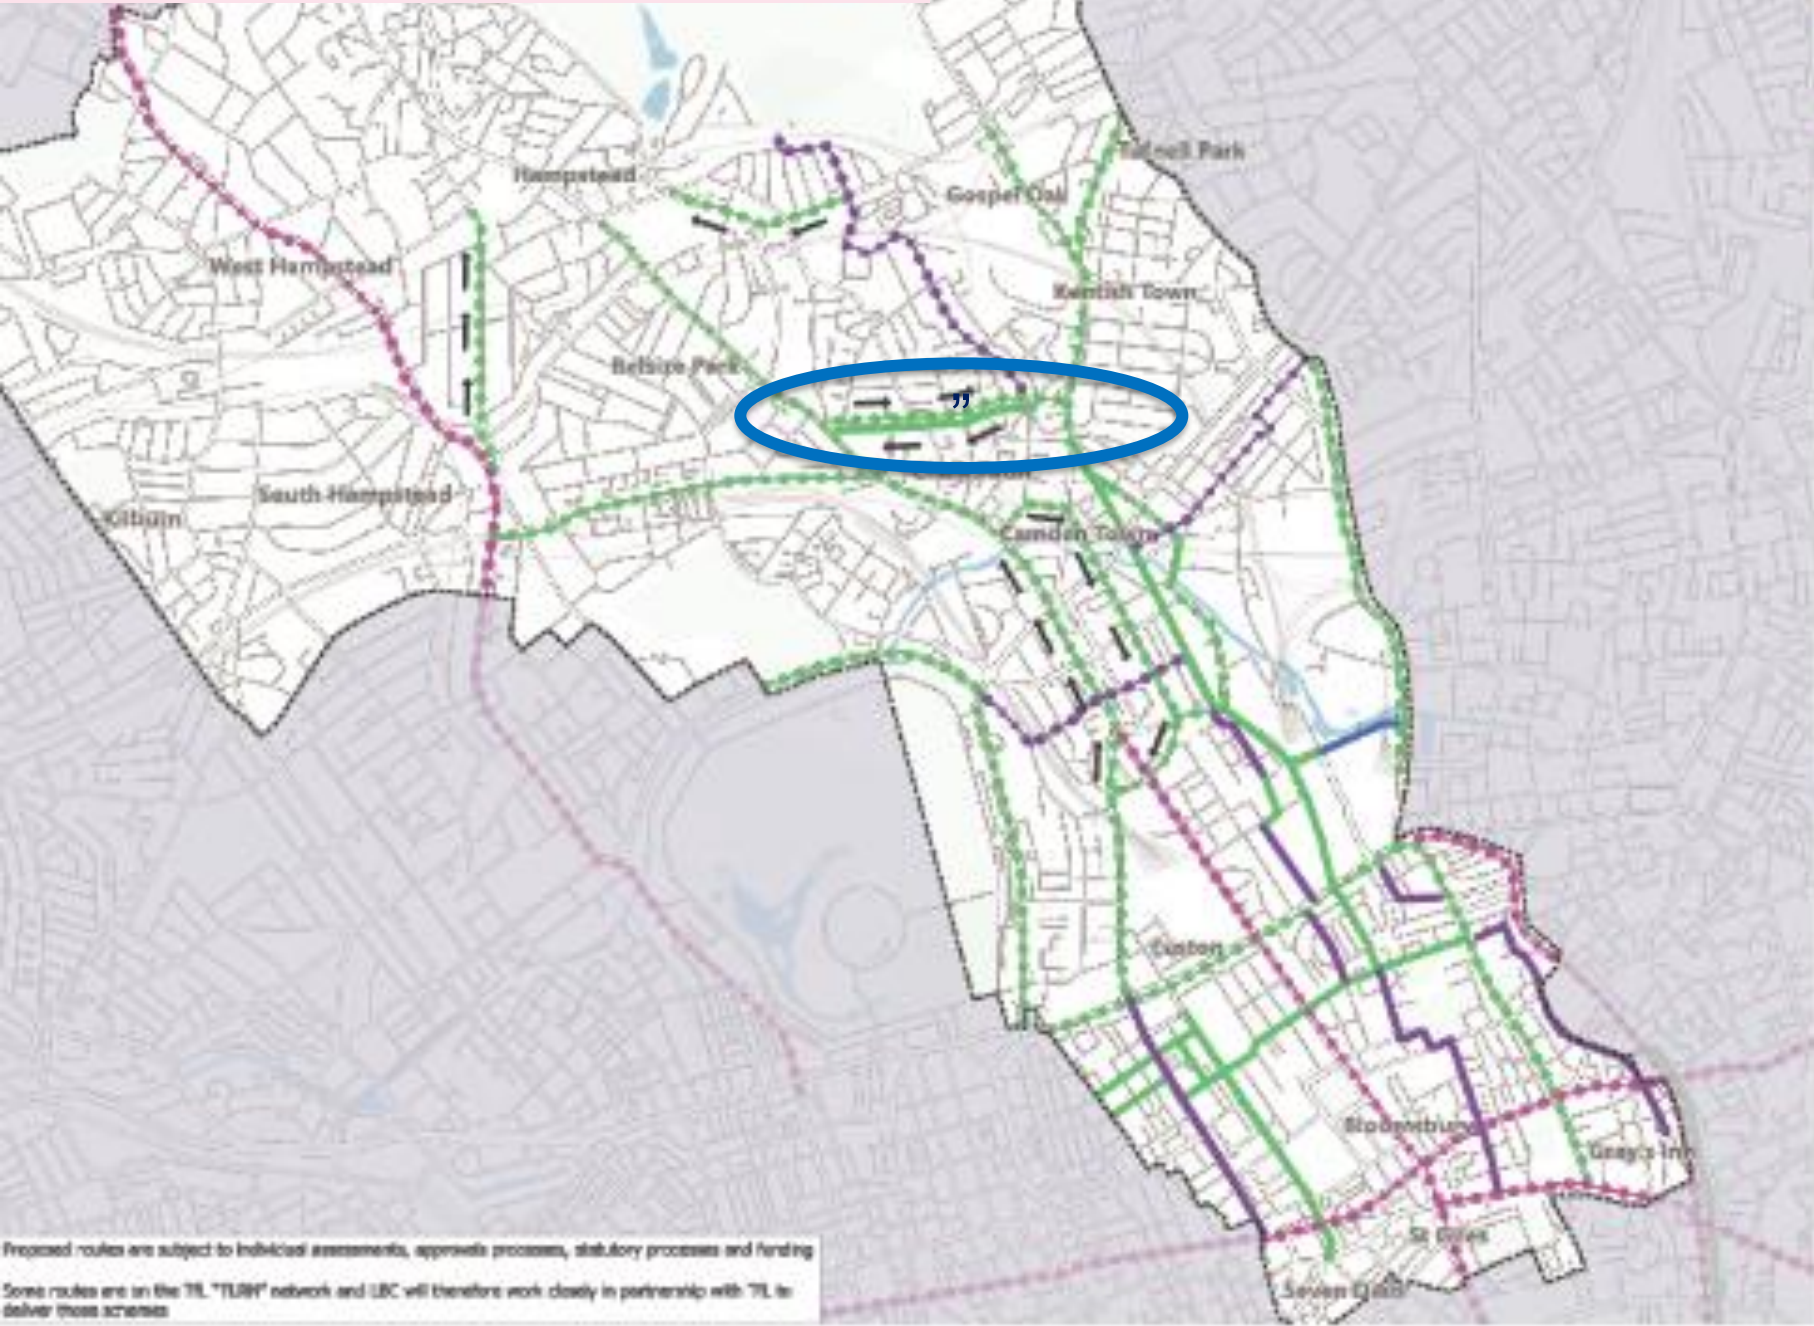 Tufnell Park
Hampstead
Gospel Oak
West Hampstead
Kentish Town
Belsize Park
”
South Hampstead
Kilburn
Camden Town
Euston
Bloomsbury
Gray's Inn
St Giles
Seven Dials
Proposed routes are subject to individual assessments, approvals processes, statutory processes and funding
Some routes are on the TfL "TLRN" network and LBC will therefore work closely in partnership with TfL to
deliver those schemes